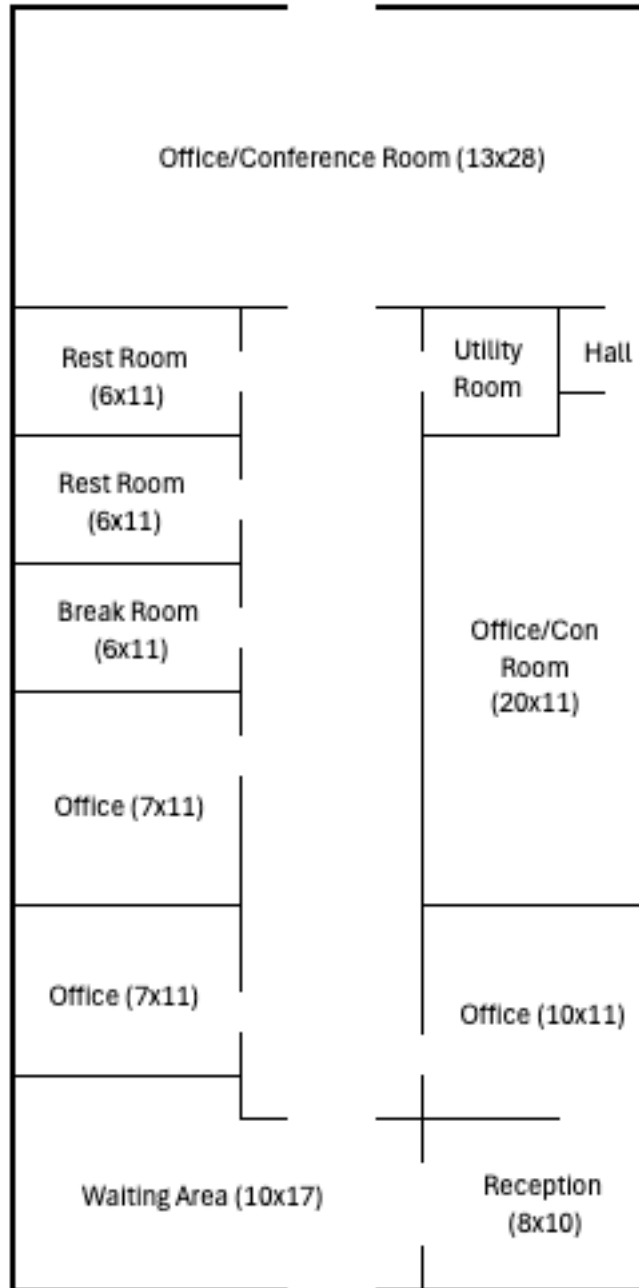 Office/Conference Room (13x28)
Rest Room
(6x11)
Utility
Room
Hall
Rest Room
(6x11)
Break Room
(6x11)
Office/Con
Room
(20x11)
Office (7x11)
Office (7x11)
Office (10x11)
Waiting Area (10x17)
Reception
(8x10)